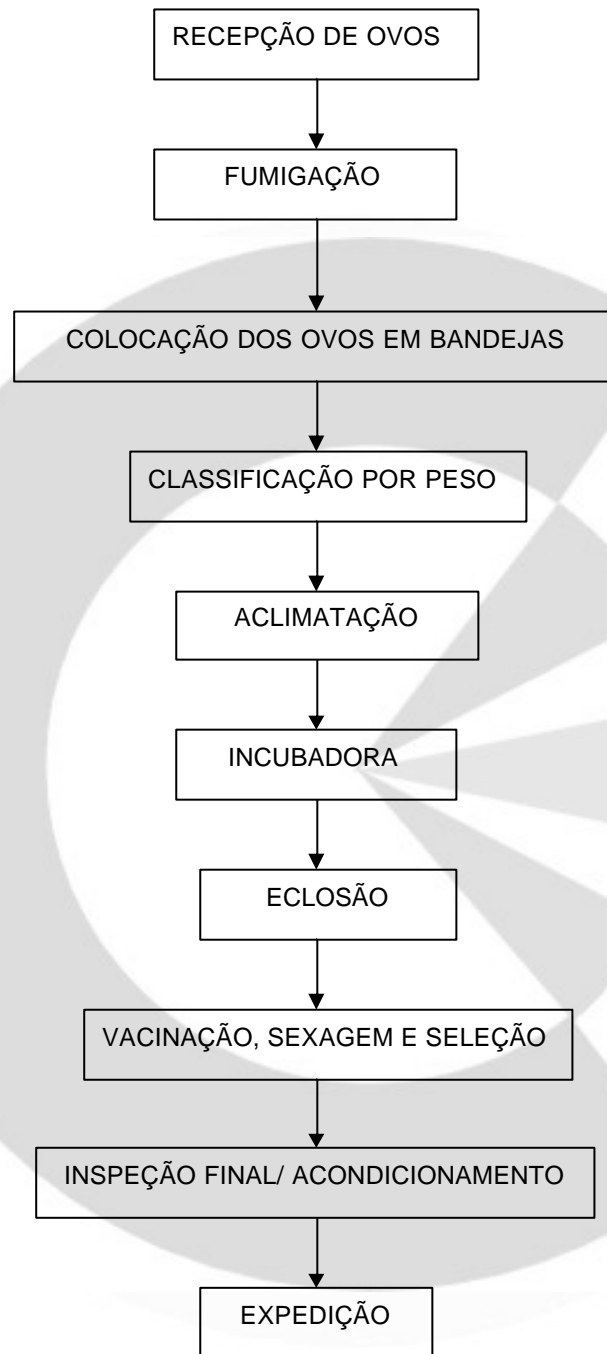 RECEPÇÃO DE OVOS
FUMIGAÇÃO
COLOCAÇÃO DOS OVOS EM BANDEJAS
CLASSIFICAÇÃO POR PESO
ACLIMATAÇÃO
INCUBADORA
ECLOSÃO
VACINAÇÃO, SEXAGEM E SELEÇÃO
INSPEÇÃO FINAL/ ACONDICIONAMENTO
EXPEDIÇÃO